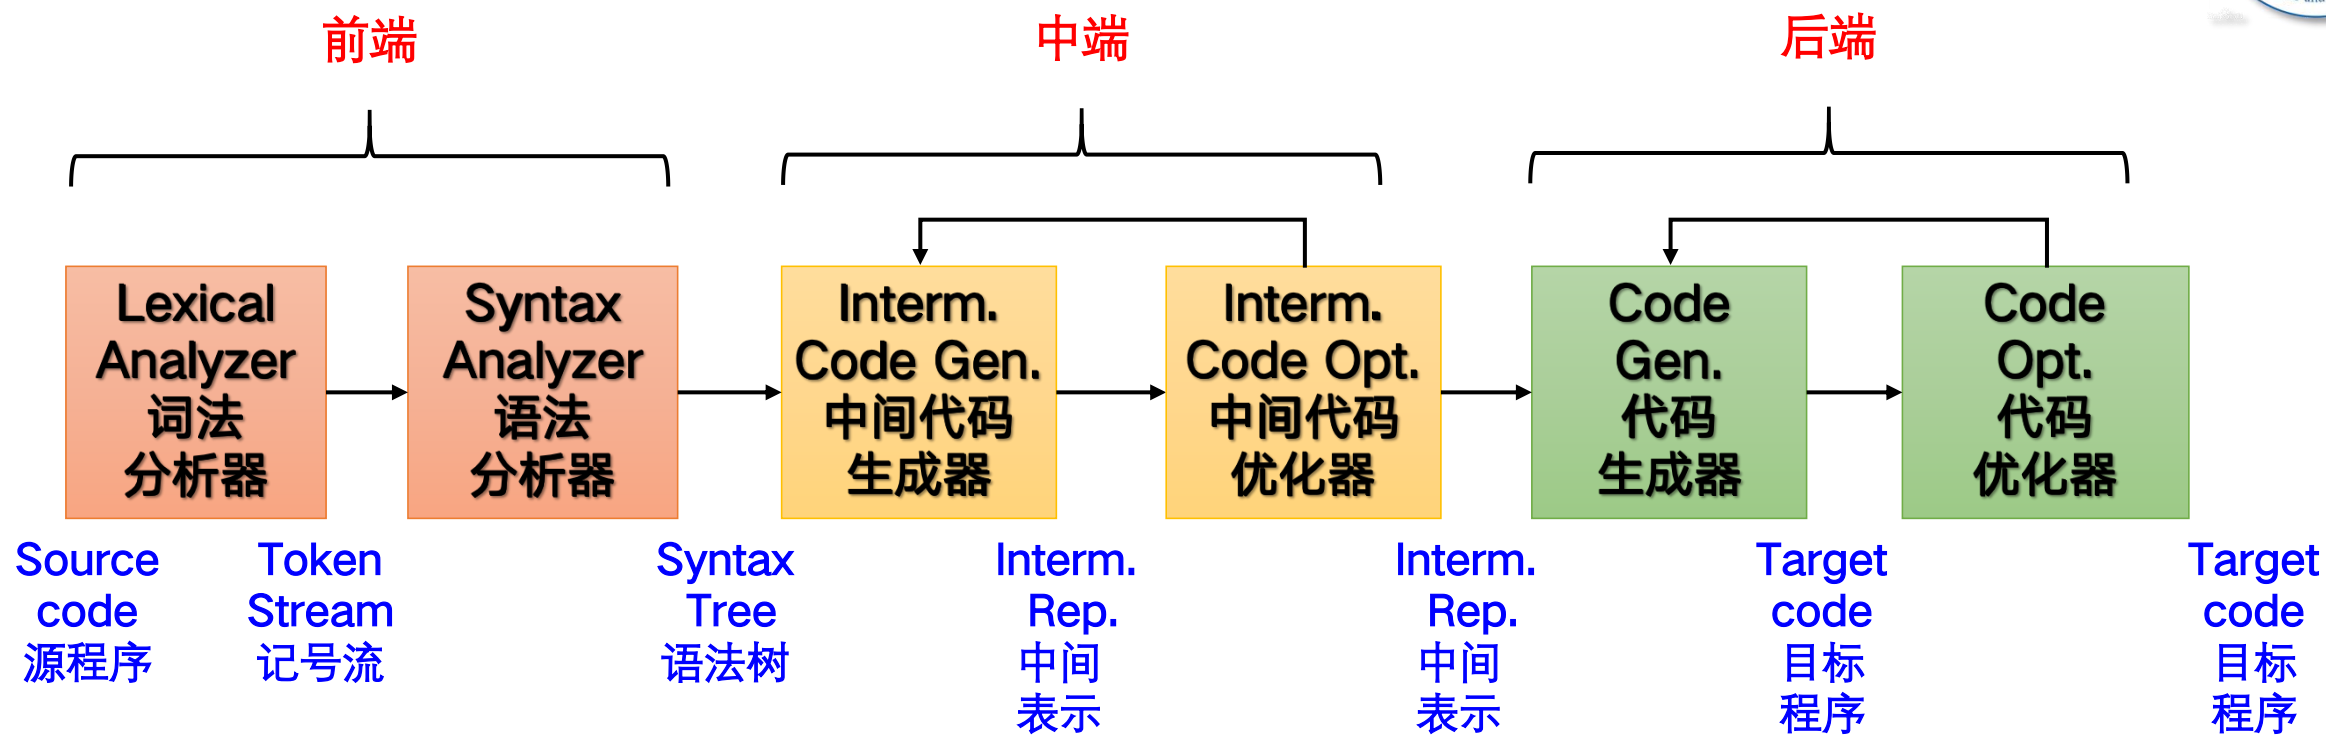 前端
中端
后端
Lexical
Analyzer
词法
分析器
Syntax
Analyzer
语法
分析器
Interm.
Code Gen.
中间代码
生成器
Interm.
Code Opt.
中间代码
优化器
Code
Gen.
代码
生成器
Code
Opt.
代码
优化器
Source
code
源程序
Token
Stream
记号流
Syntax
Tree
语法树
Interm.
Rep.
中间
表示
Interm.
Rep.
中间
表示
Target
code
目标
程序
Target
code
目标
程序